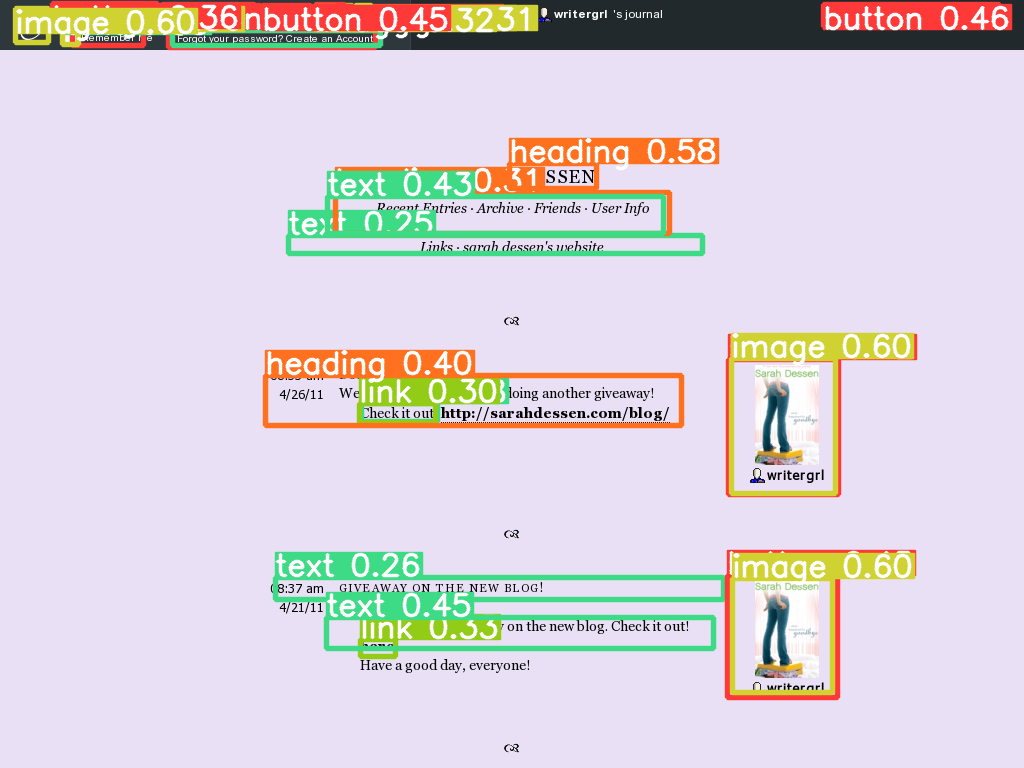 image 0.60
36
button 0.45
3231
writergrl 's journal
button 0.46
Remember Me
Forgot your password? Create an Account
heading 0.58
text 0.43
0.31
SSEN
Recent Entries · Archive · Friends · User Info
text 0.25
Links · sarah dessen's website
heading 0.40
image 0.60
4/26/11
We
link 0.30
doing another giveaway!
Check it out
http://sarahdessen.com/blog/
Sarah Dessen
goodbye
writergrl
text 0.26
image 0.60
08:37 am
GIVEAWAY ON THE NEW BLOG!
4/21/11
text 0.45
link 0.33
on the new blog. Check it out!
Have a good day, everyone!
Sarah Dessen
goodbye
writergrl